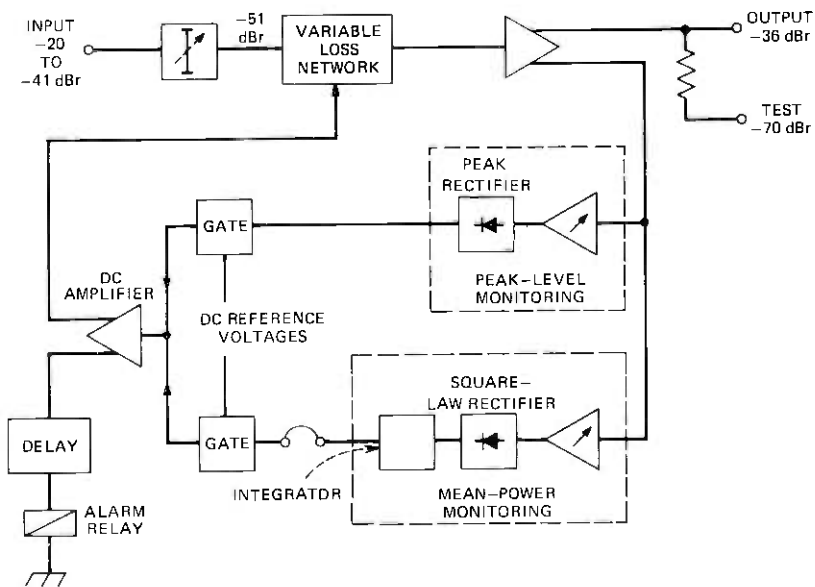 INPUT
-20
TO
-41 dBr
-51
dBr
VARIABLE
LOSS
NETWORK
OUTPUT
-36 dBr
TEST
-70 dBr
PEAK
RECTIFIER
GATE
PEAK-LEVEL
MONITORING
DC
AMPLIFIER
DC REFERENCE
VOLTAGES
SQUARE-
LAW RECTIFIER
GATE
DELAY
INTEGRATOR
MEAN-POWER
MONITORING
ALARM
RELAY